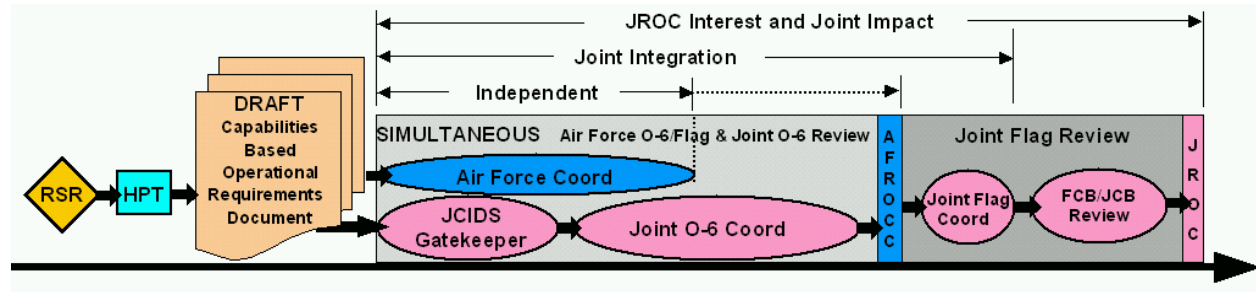 JROC Interest and Joint Impact
Joint Integration
Independent
DRAFT
Capabilities
Based
Operational
Requirements
Document
SIMULTANEOUS Air Force O-6/Flag & Joint O-6 Review
AFROCC
Joint Flag Review
JROC
RSR
HPT
Air Force Coord
JCIDS
Gatekeeper
Joint O-6 Coord
Joint Flag
Coord
FCB/JCB
Review